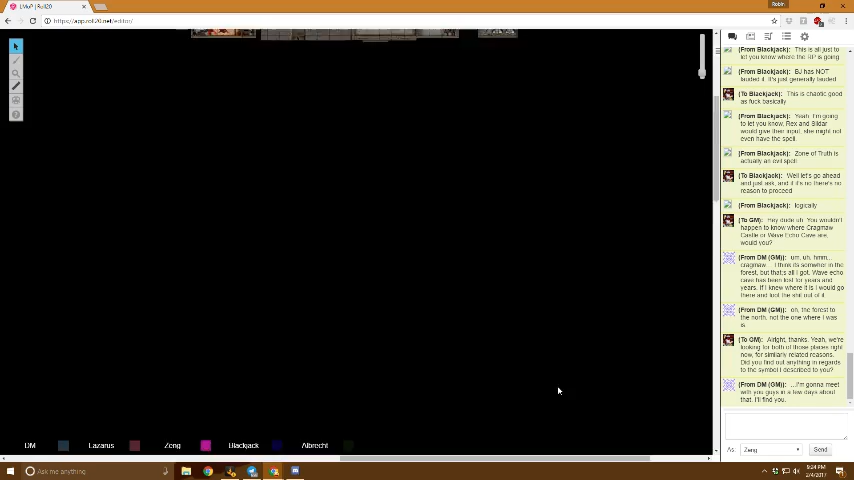 Robin
LMoP | Roll20
https://app.roll20.net/editor/
(From Blackjack): This is all just to
let you know where the RP is going
(From Blackjack): BJ has NOT
lauded it. It's just generally lauded
(To Blackjack): This is chaotic good
as fuck basically
(From Blackjack): Yeah. I'm going
to let you know, Rex and Sildar
would give their input, she might not
even have the spell.
(From Blackjack): Zone of Truth is
actually an evil spell
(To Blackjack): Well let's go ahead
and just ask, and if it's no there's no
reason to proceed
(From Blackjack): logically
(To GM): Hey dude uh. You wouldn't
happen to know where Cragmaw
Castle or Wave Echo Cave are,
would you?
(From DM (GM)): um, uh, hmm...
cragmaw.... I think its somwher in the
forest, but that;s all I got. Wave echo
cave has been lost for years and
years, if I knew where it is I would go
there and loot the shit out of it
(From DM (GM)): oh, the forest to
the north, not the one where I was
is
(To GM): Alright, thanks. Yeah, we're
looking for both of those places right
now, for similarly related reasons.
Did you find out anything in regards
to the symbol I described to you?
(From DM (GM)): ...I'm gonna meet
with you guys in a few days about
that, I'll find you.
DM
Lazarus
Zeng
Blackjack
Albrecht
As:
Zeng
Send
Ask me anything
9:24 PM
2/4/2017